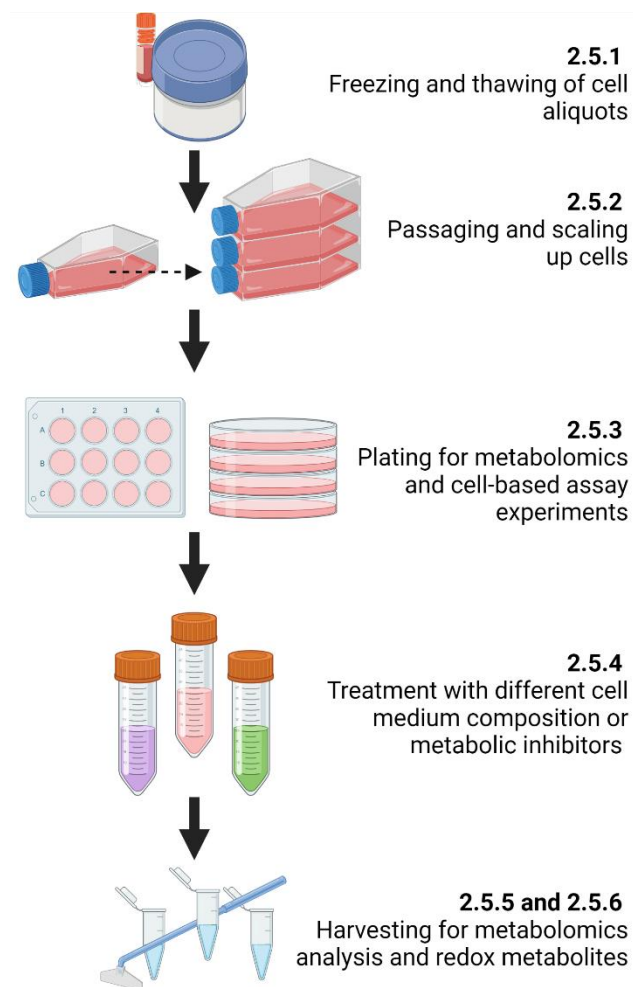 2.5.1
Freezing and thawing of cell
aliquots
2.5.2
Passaging and scaling
up cells
1 2 3 4
A
B
C
2.5.3
Plating for metabolomics
and cell-based assay
experiments
2.5.4
Treatment with different cell
medium composition or
metabolic inhibitors
2.5.5 and 2.5.6
Harvesting for metabolomics
analysis and redox metabolites